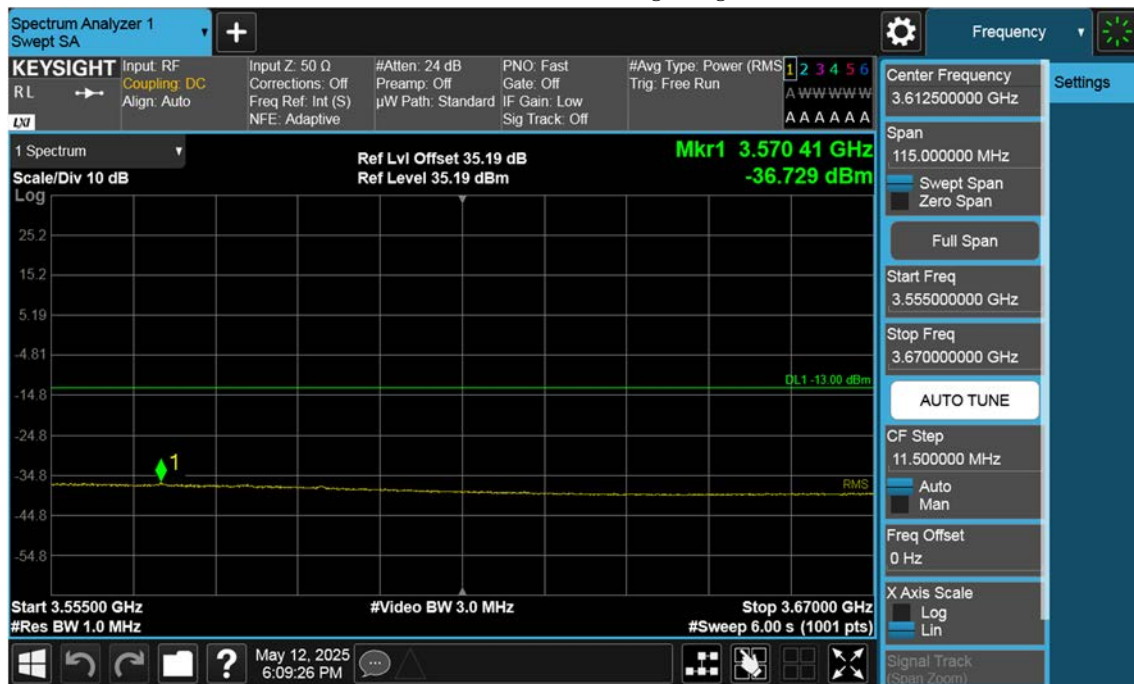 Spectrum Analyzer 1
Swept SA
+
Frequency
KEYSIGHT
RL
LXI
Input: RF
Coupling: DC
Align: Auto
Input Z: 50 Ω
Corrections: Off
Freq Ref: Int (S)
NFE: Adaptive
#Atten: 24 dB
Preamp: Off
µW Path: Standard
PNO: Fast
Gate: Off
IF Gain: Low
Sig Track: Off
#Avg Type: Power (RMS
Trig: Free Run
1 2 3 4 5 6
A W W W W W
A A A A A A
1 Spectrum
Scale/Div 10 dB
Ref Lvl Offset 35.19 dB
Ref Level 35.19 dBm
Mkr1 3.570 41 GHz
-36.729 dBm
Log
25.2
15.2
5.19
-4.81
DL1 -13.00 dBm
-14.8
-24.8
1
-34.8
RMS
-44.8
-54.8
Start 3.55500 GHz
#Video BW 3.0 MHz
Stop 3.67000 GHz
#Res BW 1.0 MHz
#Sweep 6.00 s (1001 pts)
?
May 12, 2025
6:09:26 PM
Center Frequency
3.612500000 GHz
Settings
Span
115.000000 MHz
Swept Span
Zero Span
Full Span
Start Freq
3.555000000 GHz
Stop Freq
3.670000000 GHz
AUTO TUNE
CF Step
11.500000 MHz
Auto
Man
Freq Offset
0 Hz
X Axis Scale
Log
Lin
Signal Track
(Span Zoom)